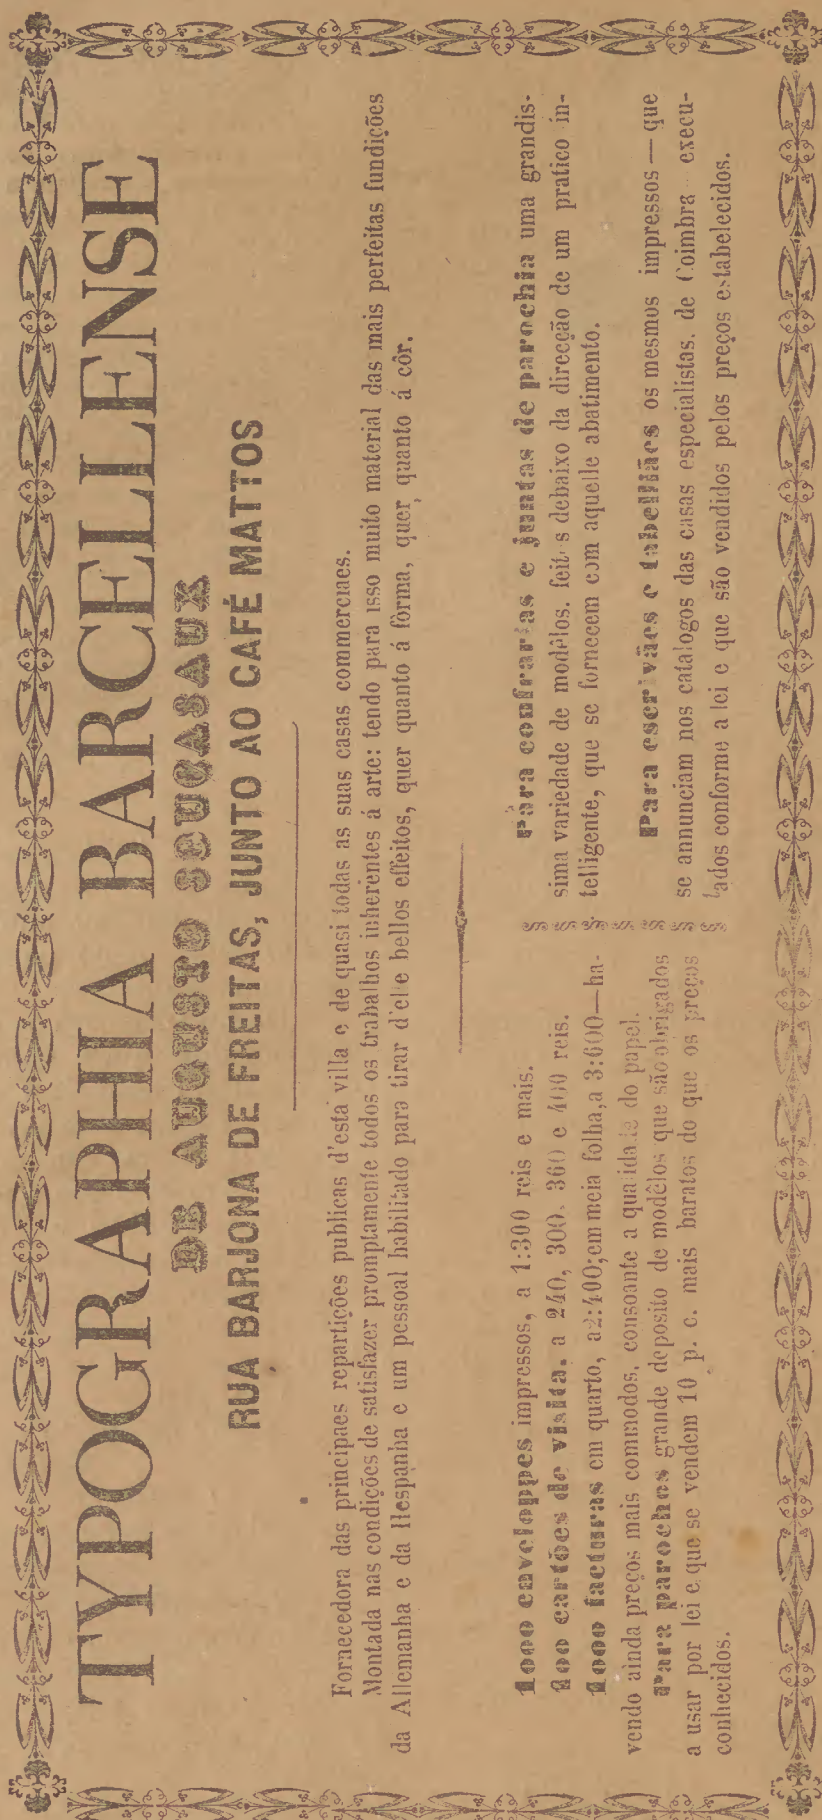 TYPOGRAPHIA BARCELLENSE
DE AUGUSTO SOUCASAUX
RUA BARJONA DE FREITAS, JUNTO AO CAFÉ MATTOS
Fornecedora das principaes repartições publicas d'esta villa e de quasi todas as suas casas commerciaes.
Montada nas condições de satisfazer promptamente todos os trabalhos inherentes á arte: tendo para isso muito material das mais perfeitas fundições
da Allemanha e da Hespanha e um pessoal habilitado para tirar d'elle bellos effeitos, quer quanto á fórma, quer quanto á côr.
1000 enveloppes impressos, a 1:300 reis e mais.
100 cartões de visita, a 240, 300, 360 e 400 reis.
1000 facturas em quarto, a 2:400; em meia folha, a 3:600—ha-
vendo ainda preços mais commodos, consoante a qualidade do papel.
Para parochos grande deposito de modêlos que são obrigados
a usar por lei e que se vendem 10 p. c. mais baratos do que os preços
conhecidos.
Para confrarias e juntas de parochia uma grandis-
sima variedade de modêlos, feitos debaixo da direcção de um pratico in-
telligente, que se fornecem com aquelle abatimento.
Para escrivães e tabelliães os mesmos impressos — que
se annunciam nos catalogos das casas especialistas, de Coimbra execu-
tados conforme a lei e que são vendidos pelos preços estabelecidos.